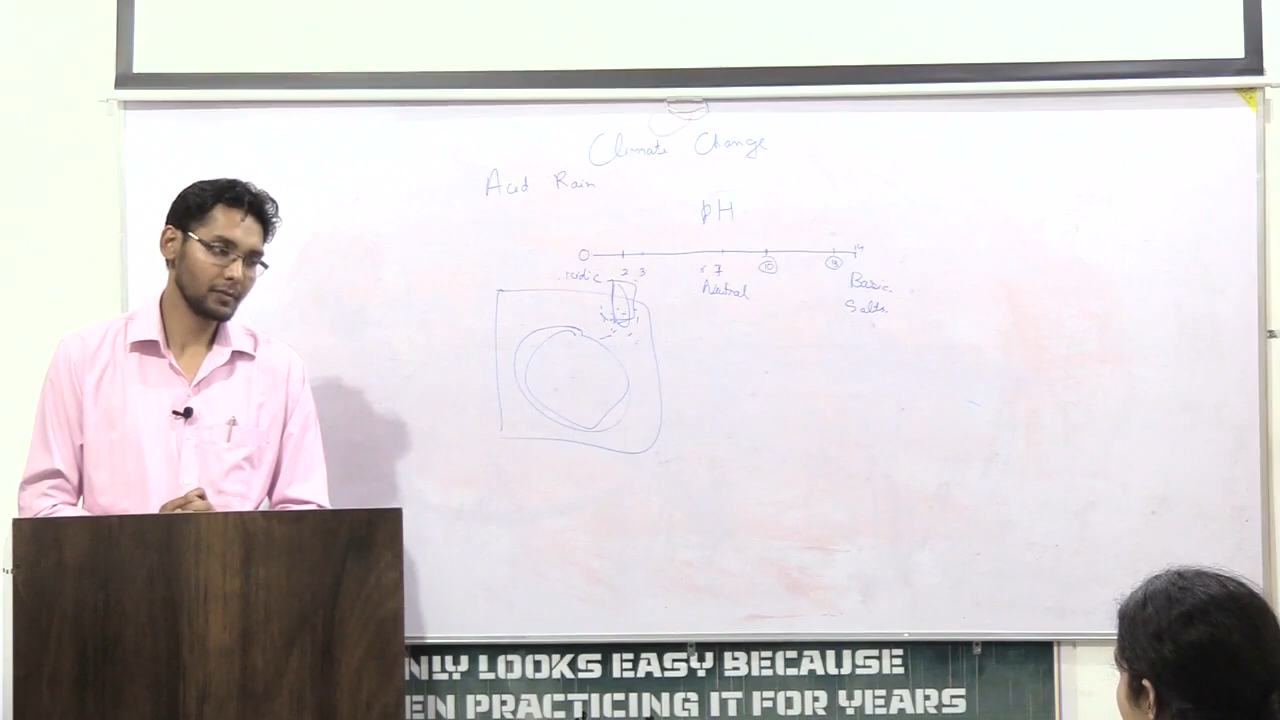 Climate Change
Acid Rain
pH
0 2 3 7 10 14
Neutral
Basic
Salts
NLY LOOKS EASY BECAUSE
EN PRACTICING IT FOR YEARS